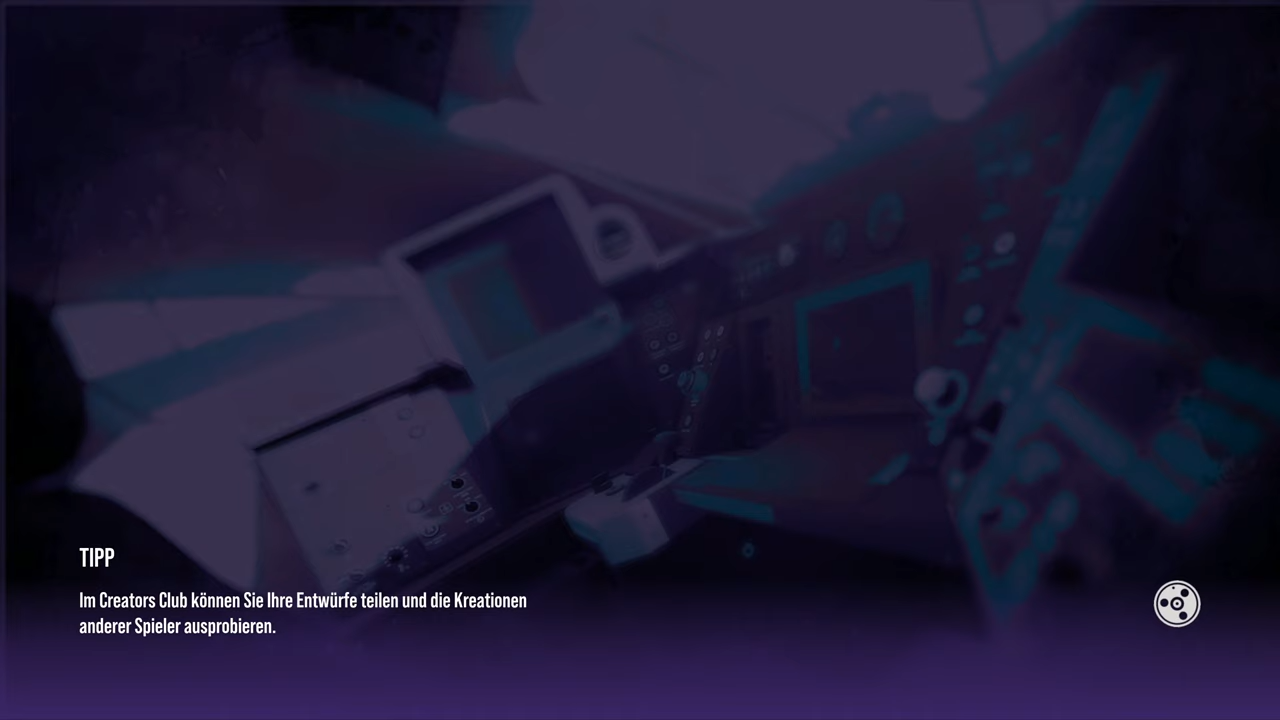 TIPP
Im Creators Club können Sie Ihre Entwürfe teilen und die Kreationen
anderer Spieler ausprobieren.